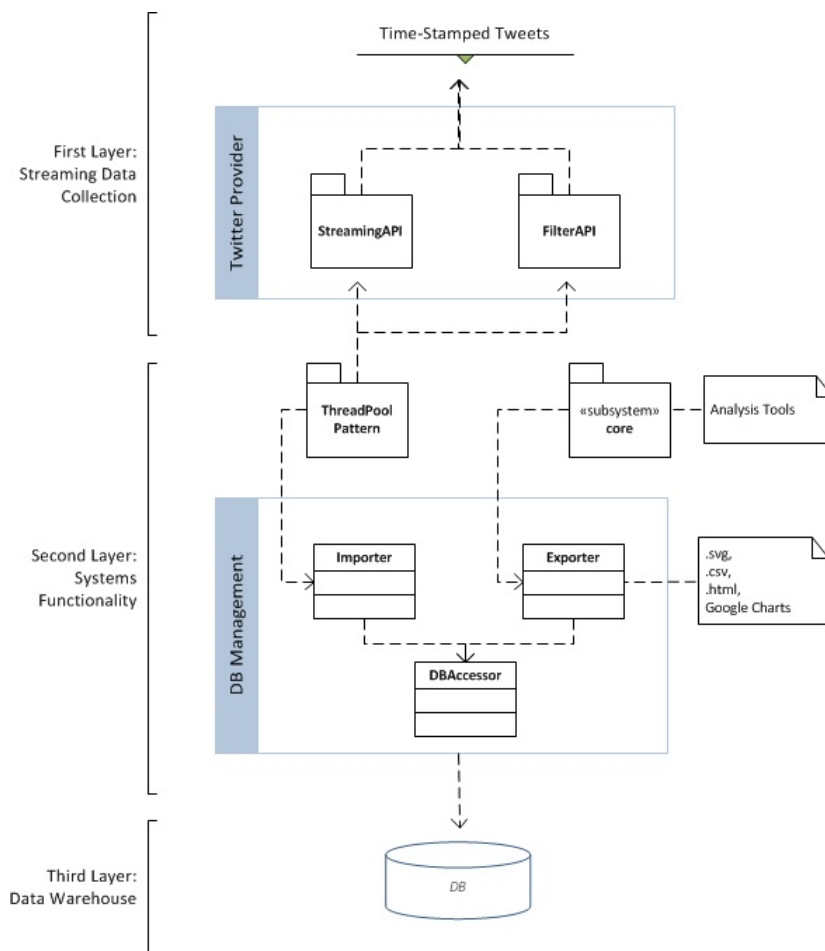 Time-Stamped Tweets
First Layer:
Streaming Data
Collection
Twitter Provider
StreamingAPI
FilterAPI
ThreadPool
Pattern
«subsystem»
core
Analysis Tools
Second Layer:
Systems
Functionality
DB Management
Importer
Exporter
.svg,
.csv,
.html,
Google Charts
DBAccessor
Third Layer:
Data Warehouse
DB